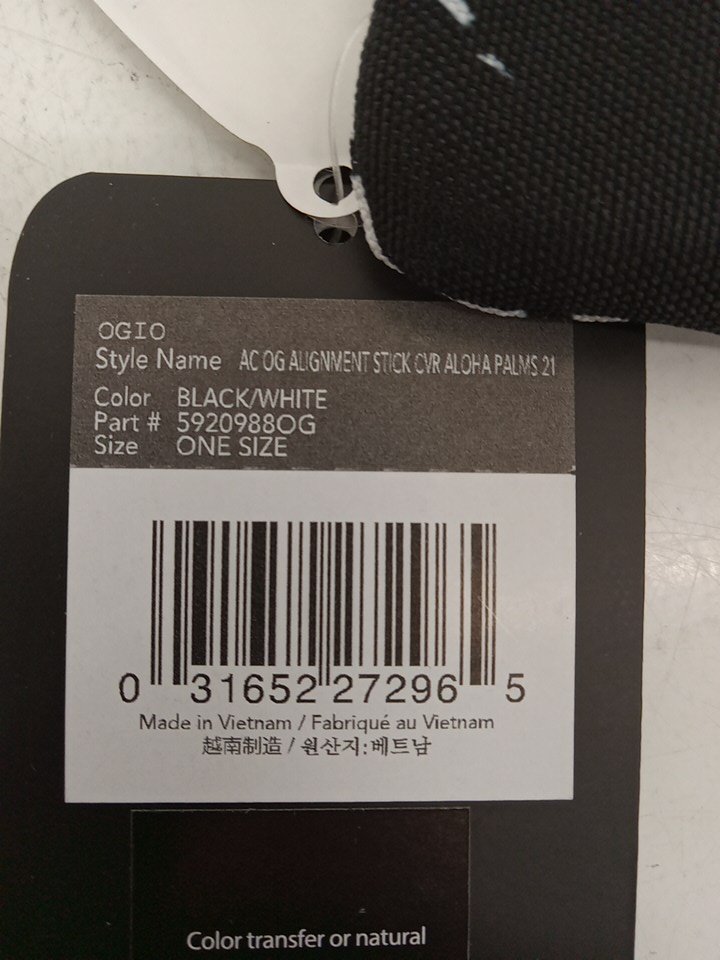 OGIO
Style Name AC OG ALIGNMENT STICK CVR ALOHA PALMS 21
Color BLACK/WHITE
Part # 5920988OG
Size ONE SIZE
0 31652 27296 5
Made in Vietnam / Fabriqué au Vietnam
越南制造 / 원산지:베트남
Color transfer or natural